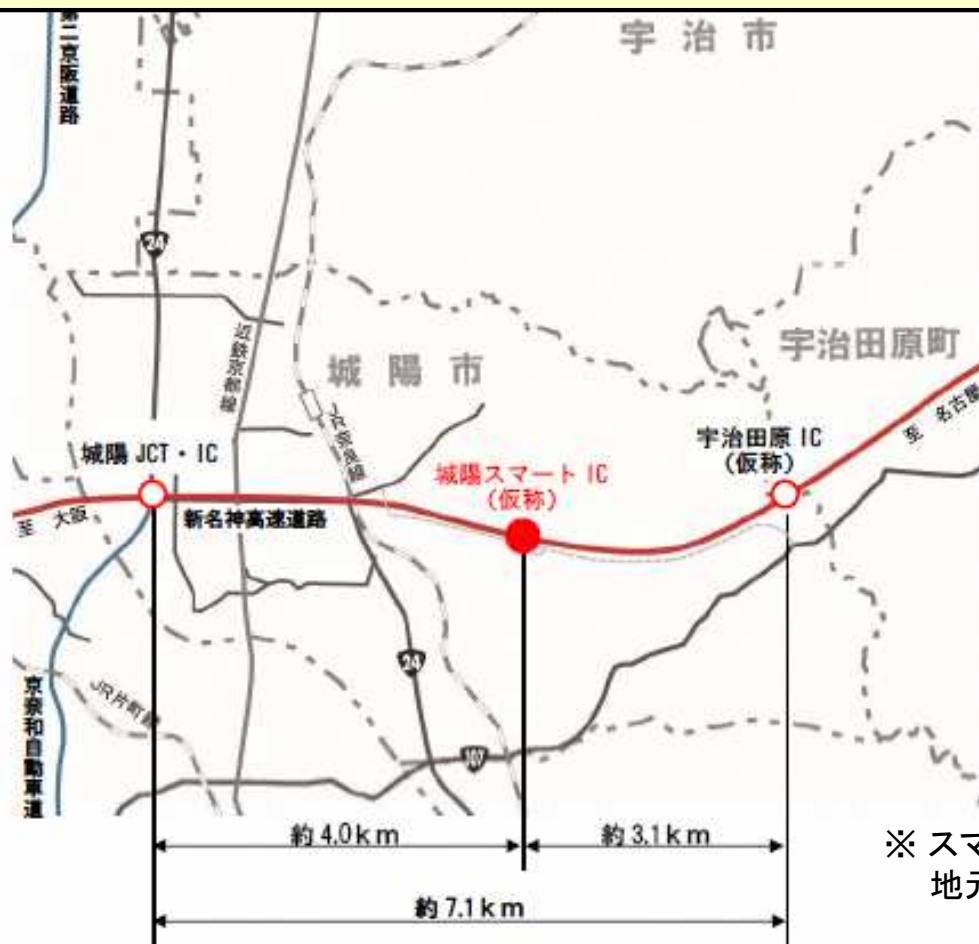 第二京阪道路
宇治市
24
近鉄京都線
城陽市
宇治田原町
JR奈良線
城陽 JCT・IC
城陽スマート IC
(仮称)
宇治田原 IC
(仮称)
至 名古屋
至 大阪
新名神高速道路
24
京奈和自動車道
JR片町線
107
約4.0km
約3.1km
約7.1km
※ スマ
地元